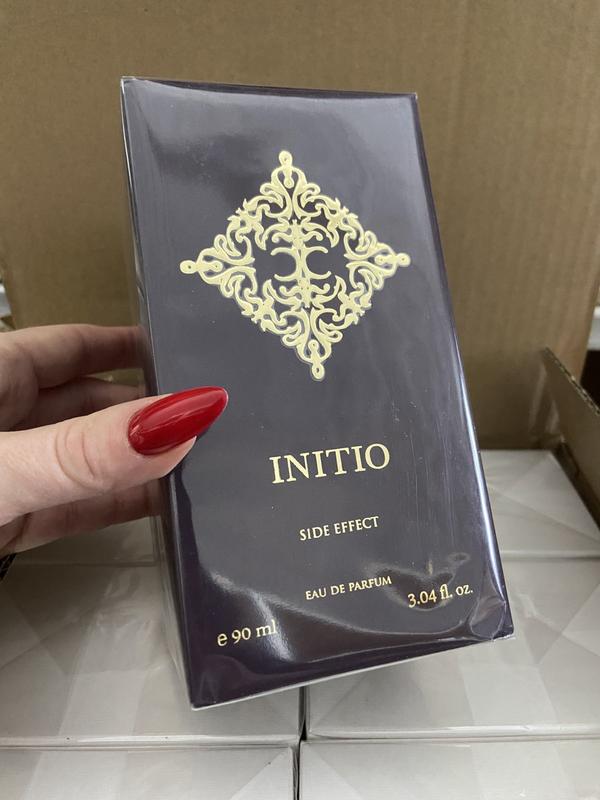 INITIO
SIDE EFFECT
EAU DE PARFUM
e 90 ml 3.04 fl. oz.